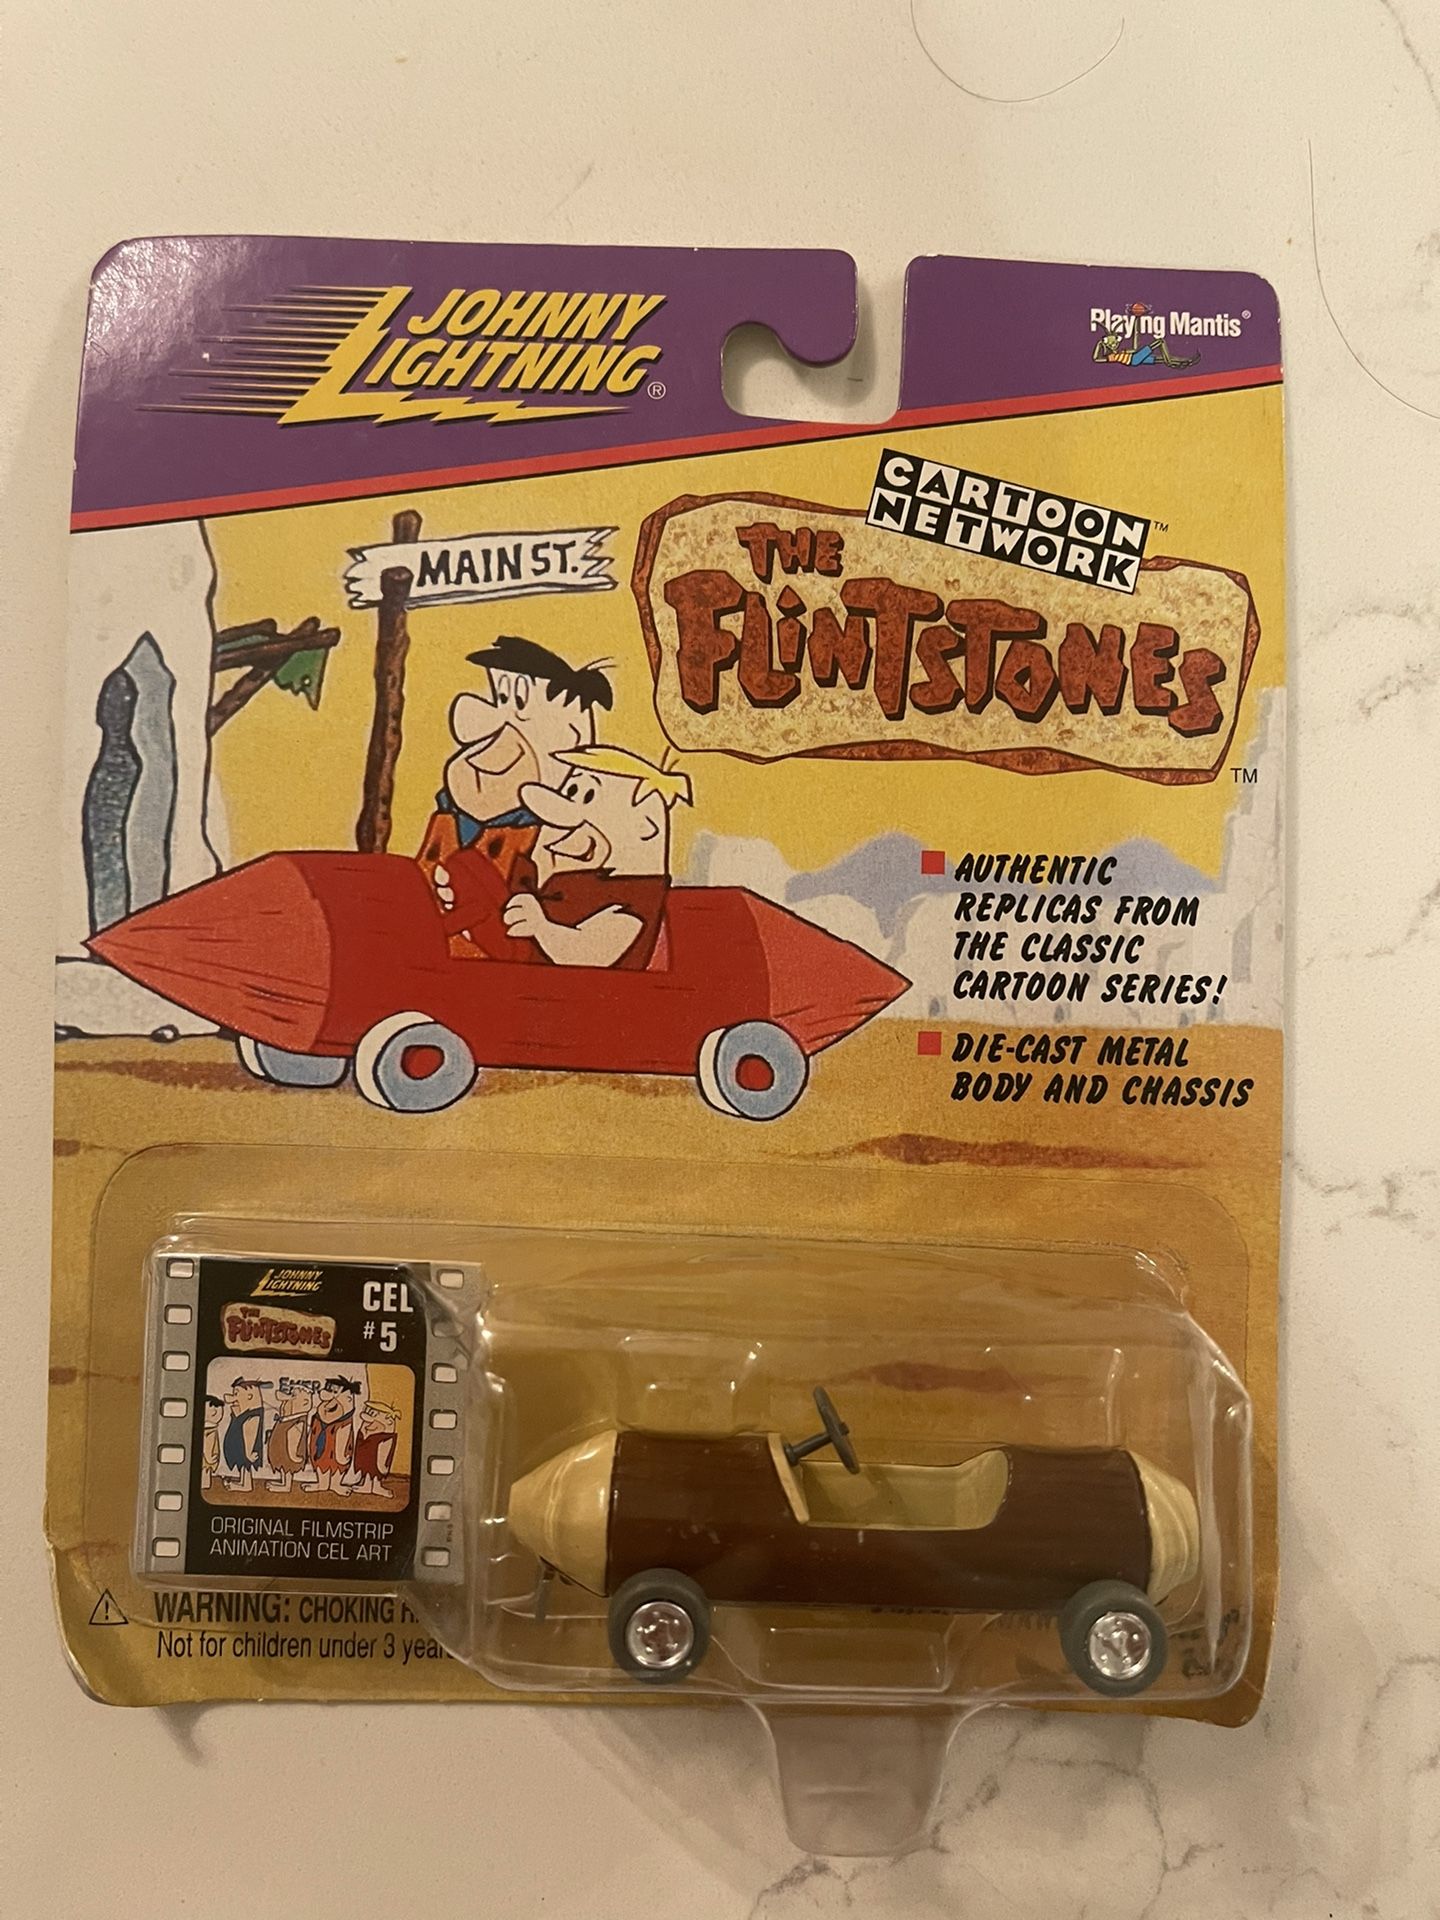 JOHNNY
LIGHTNING®
Playing Mantis®
CARTOON
NETWORK™
MAIN ST.
THE
FLINTSTONES
TM
AUTHENTIC
REPLICAS FROM
THE CLASSIC
CARTOON SERIES!
DIE-CAST METAL
BODY AND CHASSIS
JOHNNY
LIGHTNING
CEL
#5
THE
FLINTSTONES
ORIGINAL FILMSTRIP
ANIMATION CEL ART
WARNING: CHOKING
Not for children under 3